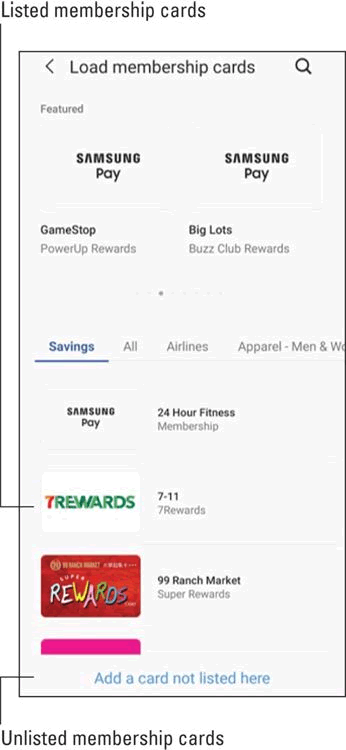 Listed membership cards
Load membership cards
Featured
SAMSUNG
Pay
SAMSUNG
Pay
GameStop
PowerUp Rewards
Big Lots
Buzz Club Rewards
Savings All Airlines Apparel - Men & Wo
SAMSUNG
Pay
24 Hour Fitness
Membership
7REWARDS
7-11
7Rewards
99 RANCH MARKET
SUPER
REWARDS
99 Ranch Market
Super Rewards
Add a card not listed here
Unlisted membership cards